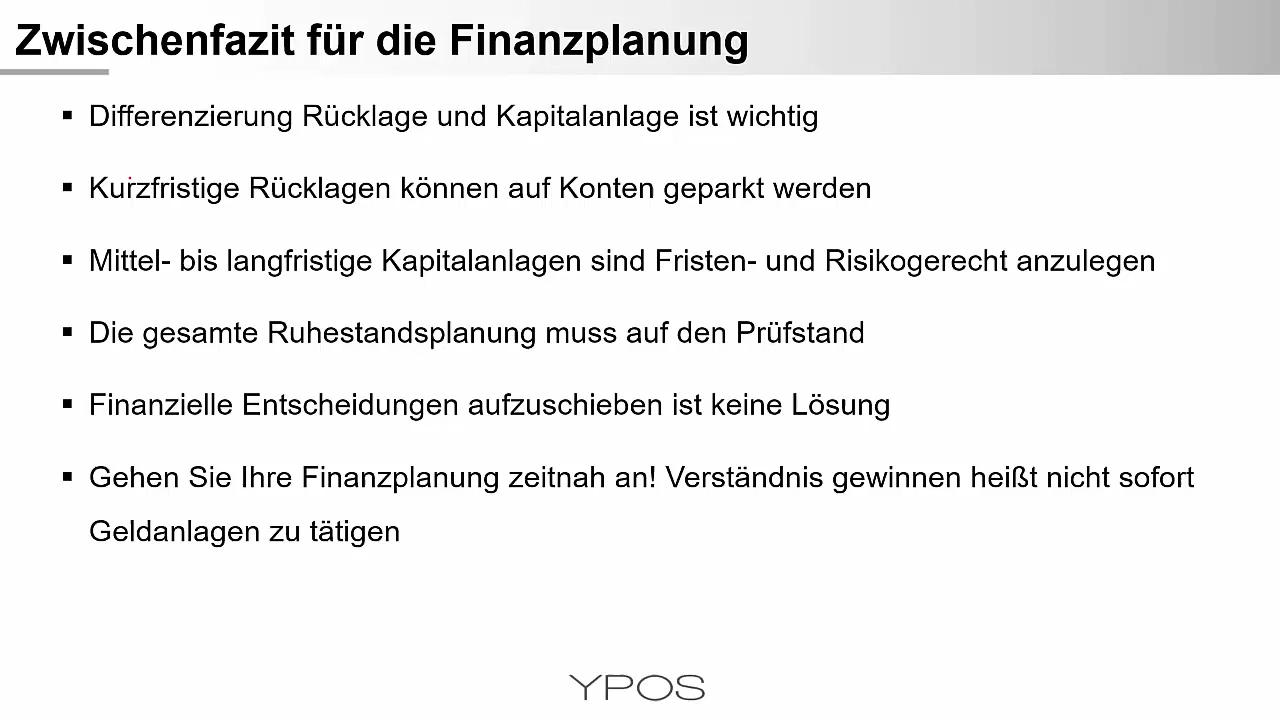 Zwischenfazit für die Finanzplanung
▪ Differenzierung Rücklage und Kapitalanlage ist wichtig
▪ Kurzfristige Rücklagen können auf Konten geparkt werden
▪ Mittel- bis langfristige Kapitalanlagen sind Fristen- und Risikogerecht anzulegen
▪ Die gesamte Ruhestandsplanung muss auf den Prüfstand
▪ Finanzielle Entscheidungen aufzuschieben ist keine Lösung
▪ Gehen Sie Ihre Finanzplanung zeitnah an! Verständnis gewinnen heißt nicht sofort
Geldanlagen zu tätigen
YPOS